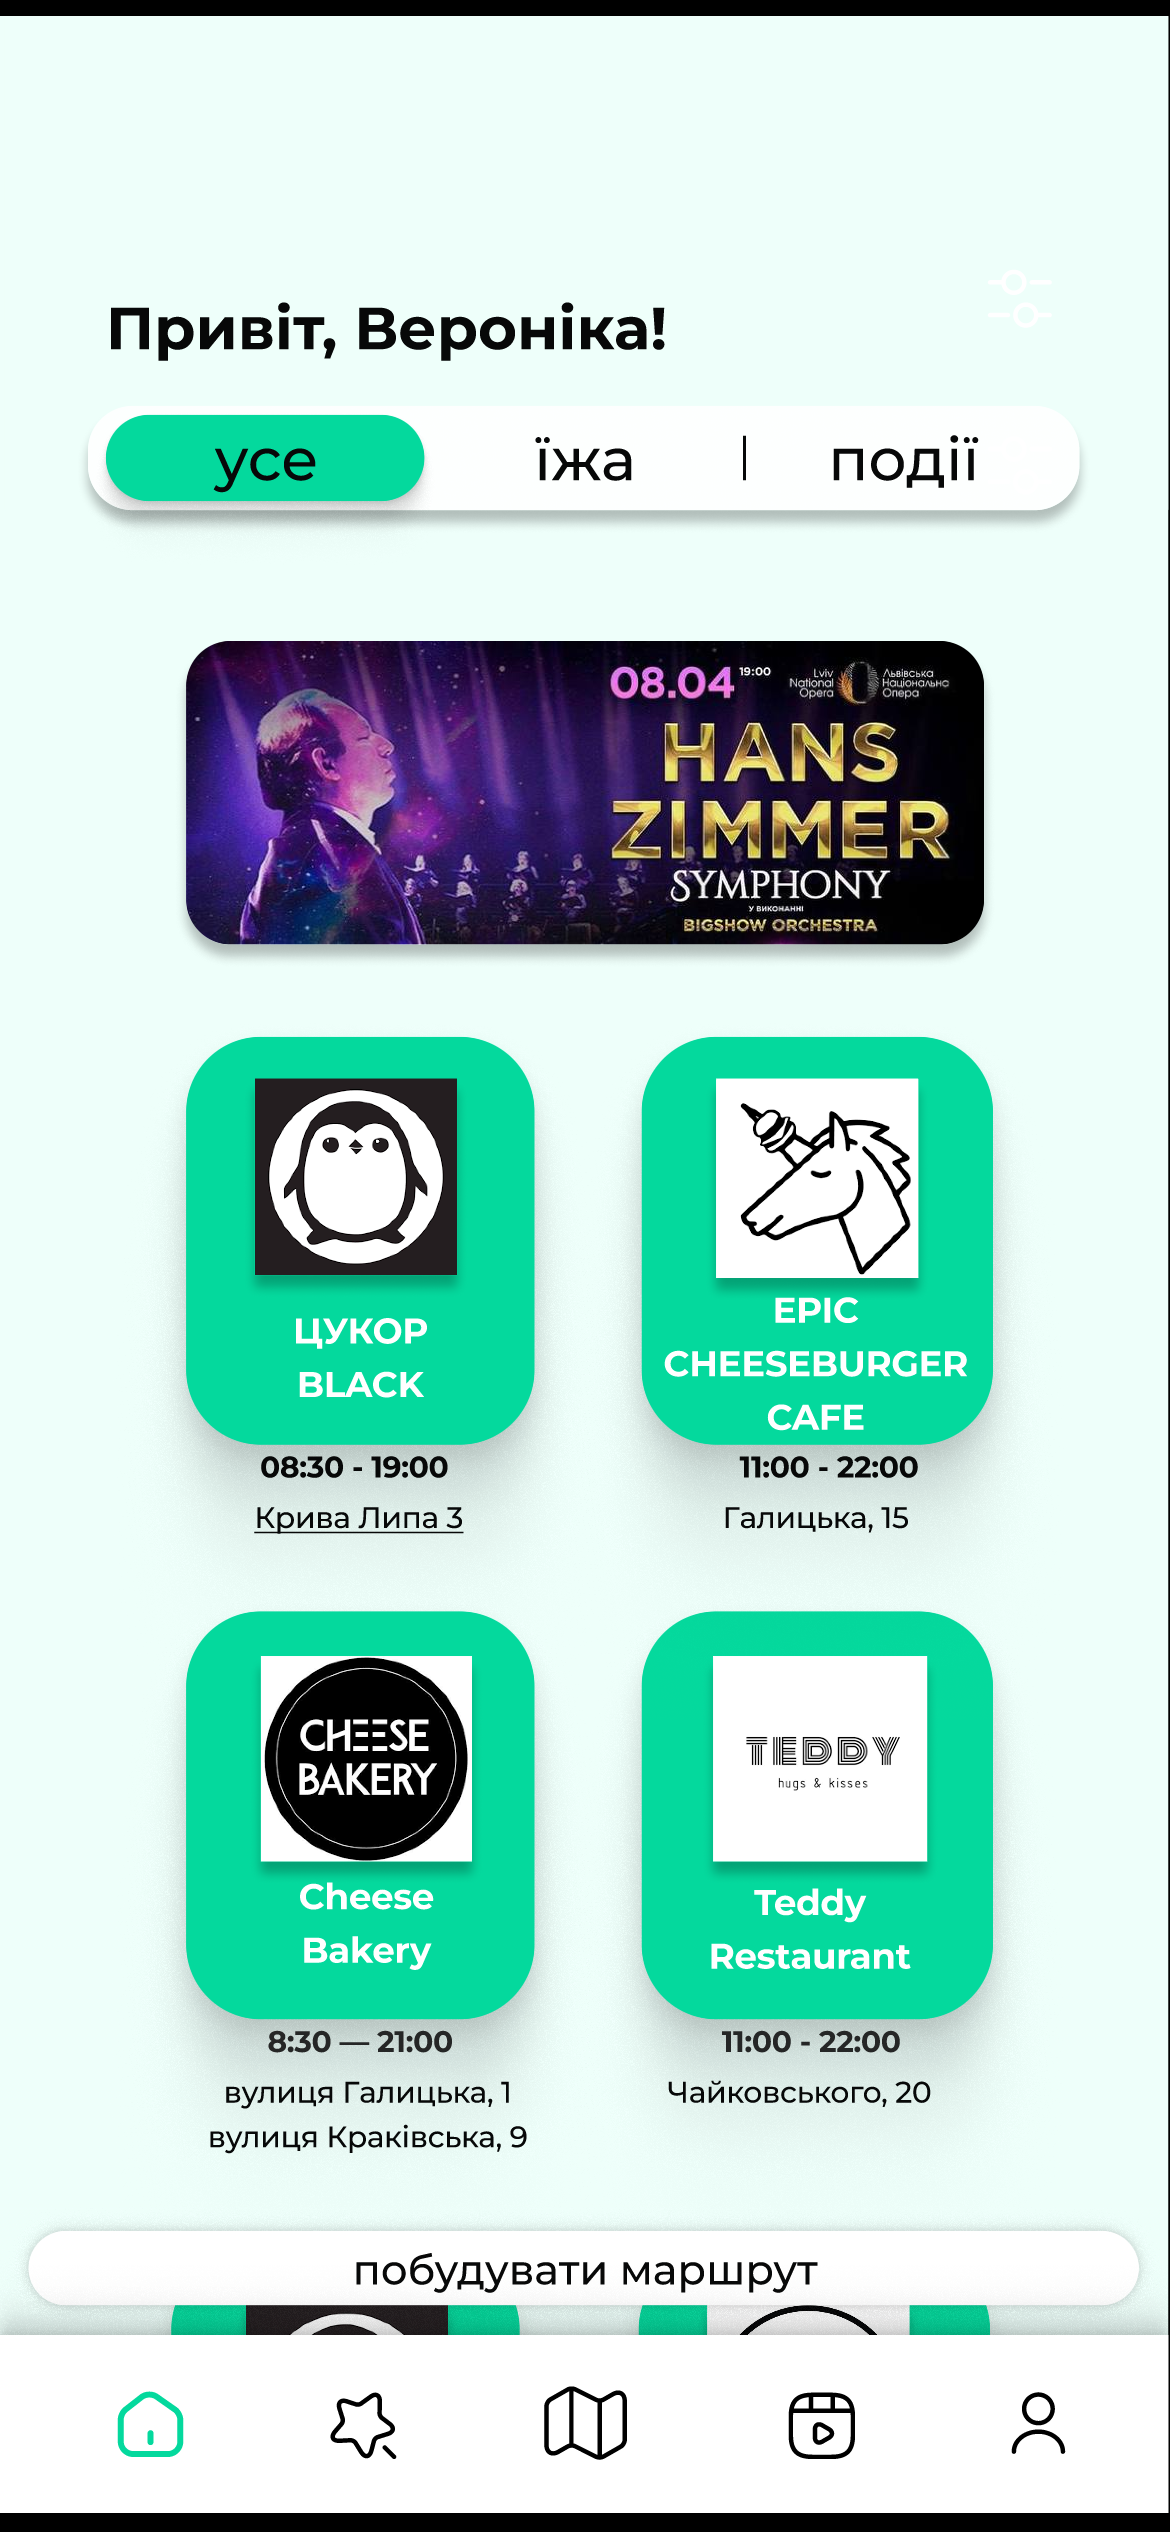 Привіт, Вероніка!
усе
їжа
події
08.04 19:00
Lviv
National
Opera
Львівська
Національна
Опера
HANS
ZIMMER
SYMPHONY
У ВИКОНАННІ
BIGSHOW ORCHESTRA
ЦУКОР
BLACK
08:30 - 19:00
Крива Липа 3
EPIC
CHEESEBURGER
CAFE
11:00 - 22:00
Галицька, 15
CHEESE
BAKERY
Cheese
Bakery
8:30 — 21:00
вулиця Галицька, 1
вулиця Краківська, 9
TEDDY
hugs & kisses
Teddy
Restaurant
11:00 - 22:00
Чайковського, 20
побудувати маршрут